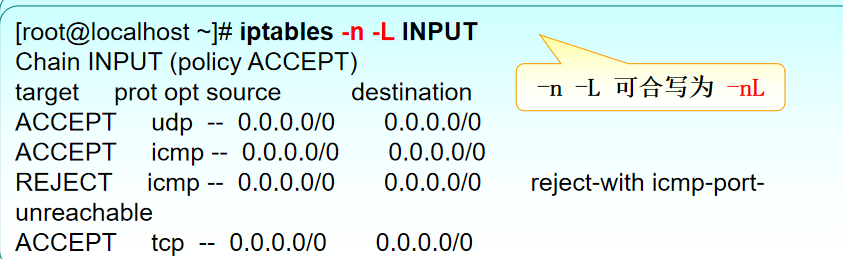 [root@localhost ~]# iptables -n -L INPUT
Chain INPUT (policy ACCEPT)
target prot opt source destination
ACCEPT udp -- 0.0.0.0/0 0.0.0.0/0
ACCEPT icmp -- 0.0.0.0/0 0.0.0.0/0
REJECT icmp -- 0.0.0.0/0 0.0.0.0/0 reject-with icmp-port-
unreachable
ACCEPT tcp -- 0.0.0.0/0 0.0.0.0/0
-n -L 可合写为 -nL